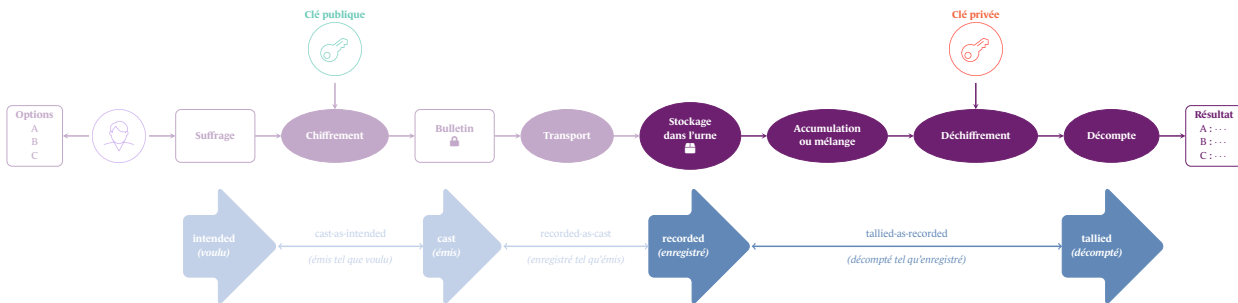 Clé publique
Clé privée
Options
A
B
C
Suffrage
Chiffrement
Bulletin
Transport
Stockage
dans l'urne
Accumulation
ou mélange
Déchiffrement
Décompte
Résultat
A : ···
B : ···
C : ···
intended
(voulu)
cast-as-intended
(émis tel que voulu)
cast
(émis)
recorded-as-cast
(enregistré tel qu'émis)
recorded
(enregistré)
tallied-as-recorded
(décompté tel qu'enregistré)
tallied
(décompté)